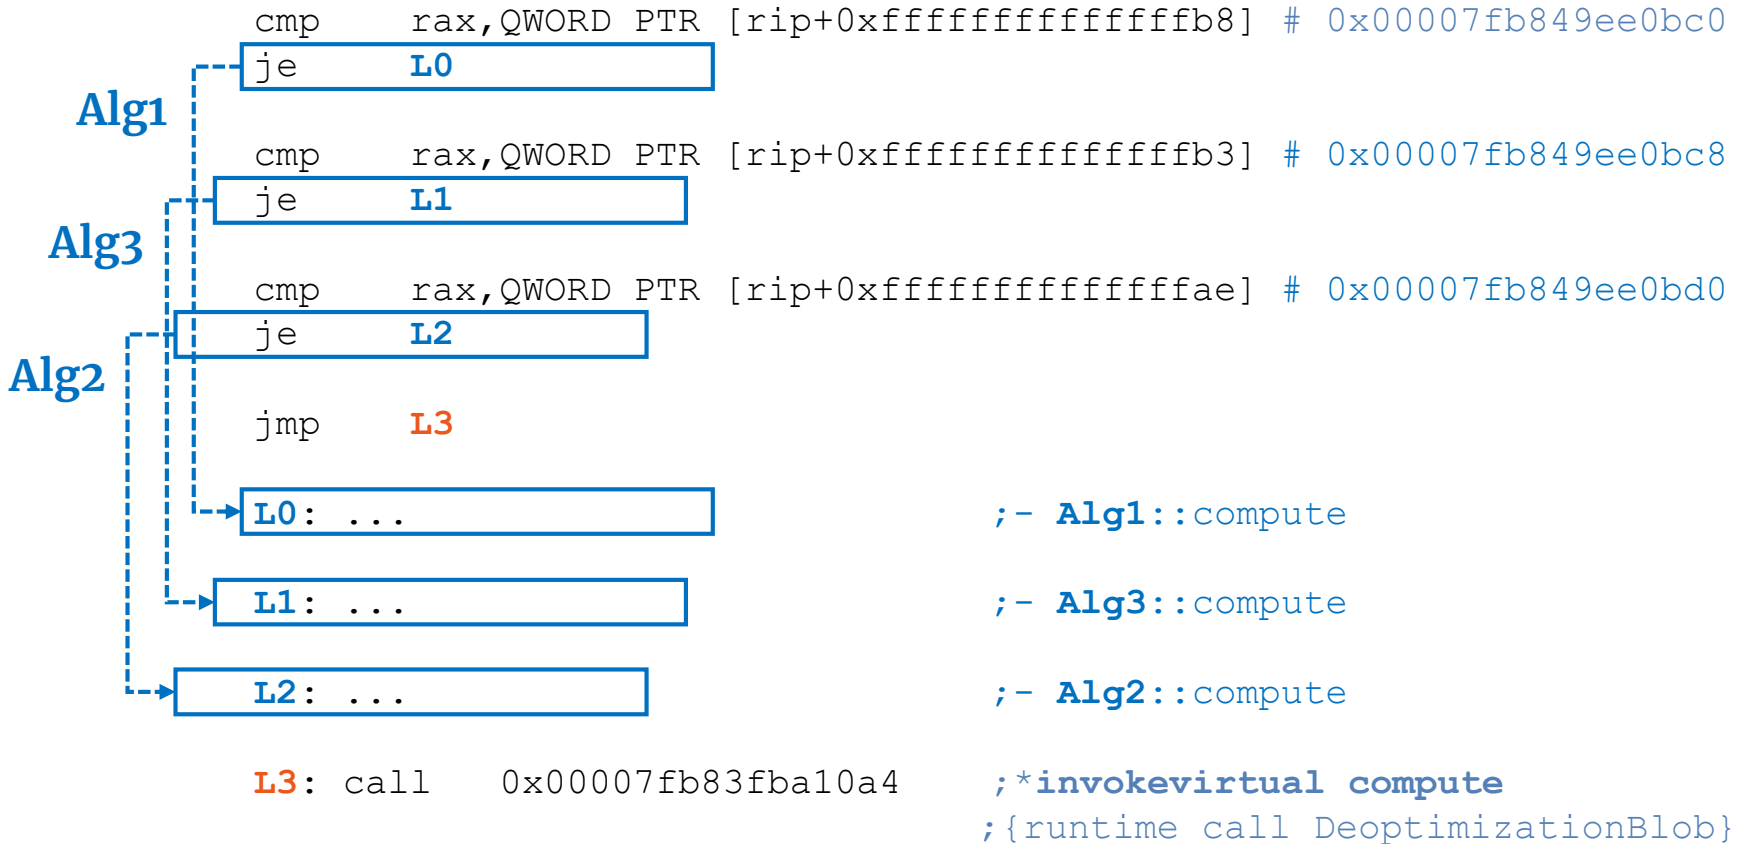 cmp rax,QWORD PTR [rip+0xffffffffffffffb8] # 0x00007fb849ee0bc0
je L0
Alg1
cmp rax,QWORD PTR [rip+0xffffffffffffffb3] # 0x00007fb849ee0bc8
je L1
Alg3
cmp rax,QWORD PTR [rip+0xffffffffffffffae] # 0x00007fb849ee0bd0
je L2
Alg2
jmp L3
L0: ... ;- Alg1::compute
L1: ... ;- Alg3::compute
L2: ... ;- Alg2::compute
L3: call 0x00007fb83fba10a4 ;*invokevirtual compute
;{runtime call DeoptimizationBlob}